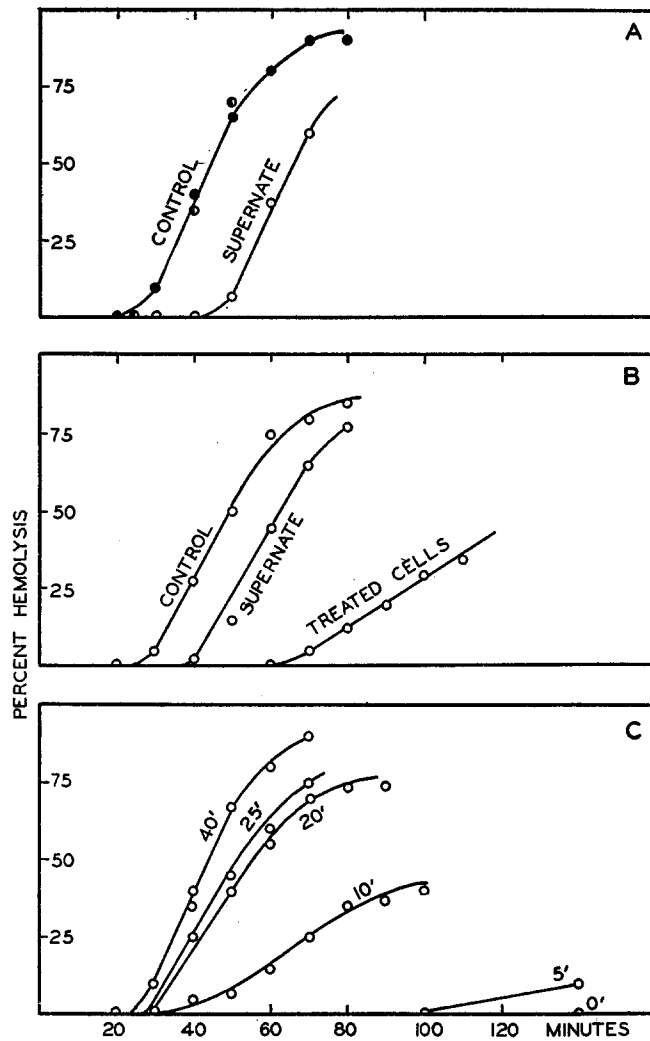 A
75
50
25
CONTROL
SUPERNATE
B
75
50
25
CONTROL
SUPERNATE
TREATED CELLS
PERCENT HEMOLYSIS
C
75
50
25
40'
25'
20'
10'
5'
0'
20 40 60 80 100 120 MINUTES